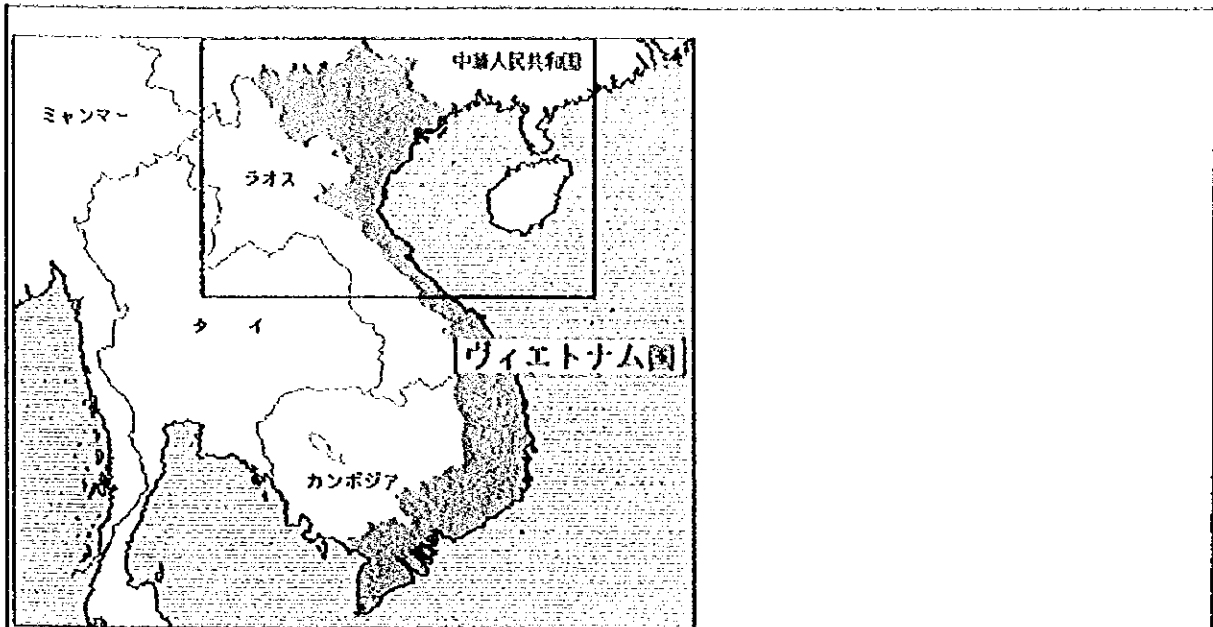 中華人民共和国
ミャンマー
ラオス
タイ
[ヴィエトナム国]
カンボジア